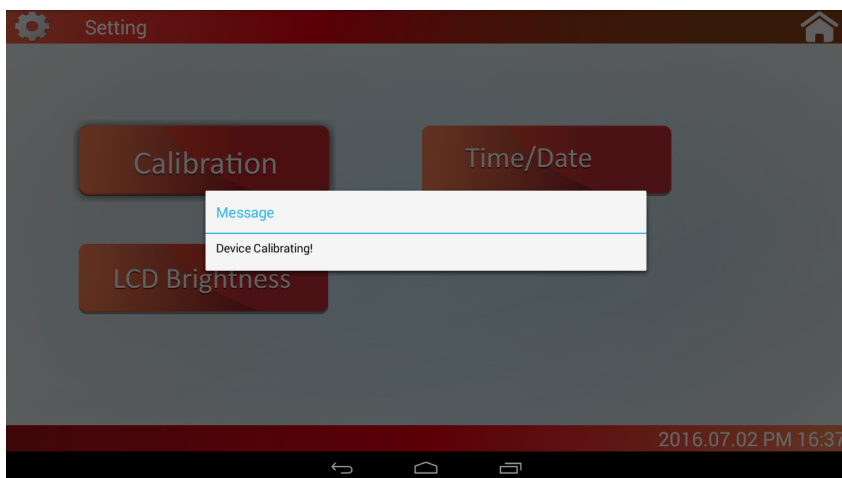 Setting
Calibration
Time/Date
Message
Device Calibrating!
LCD Brightness
2016.07.02 PM 16:37